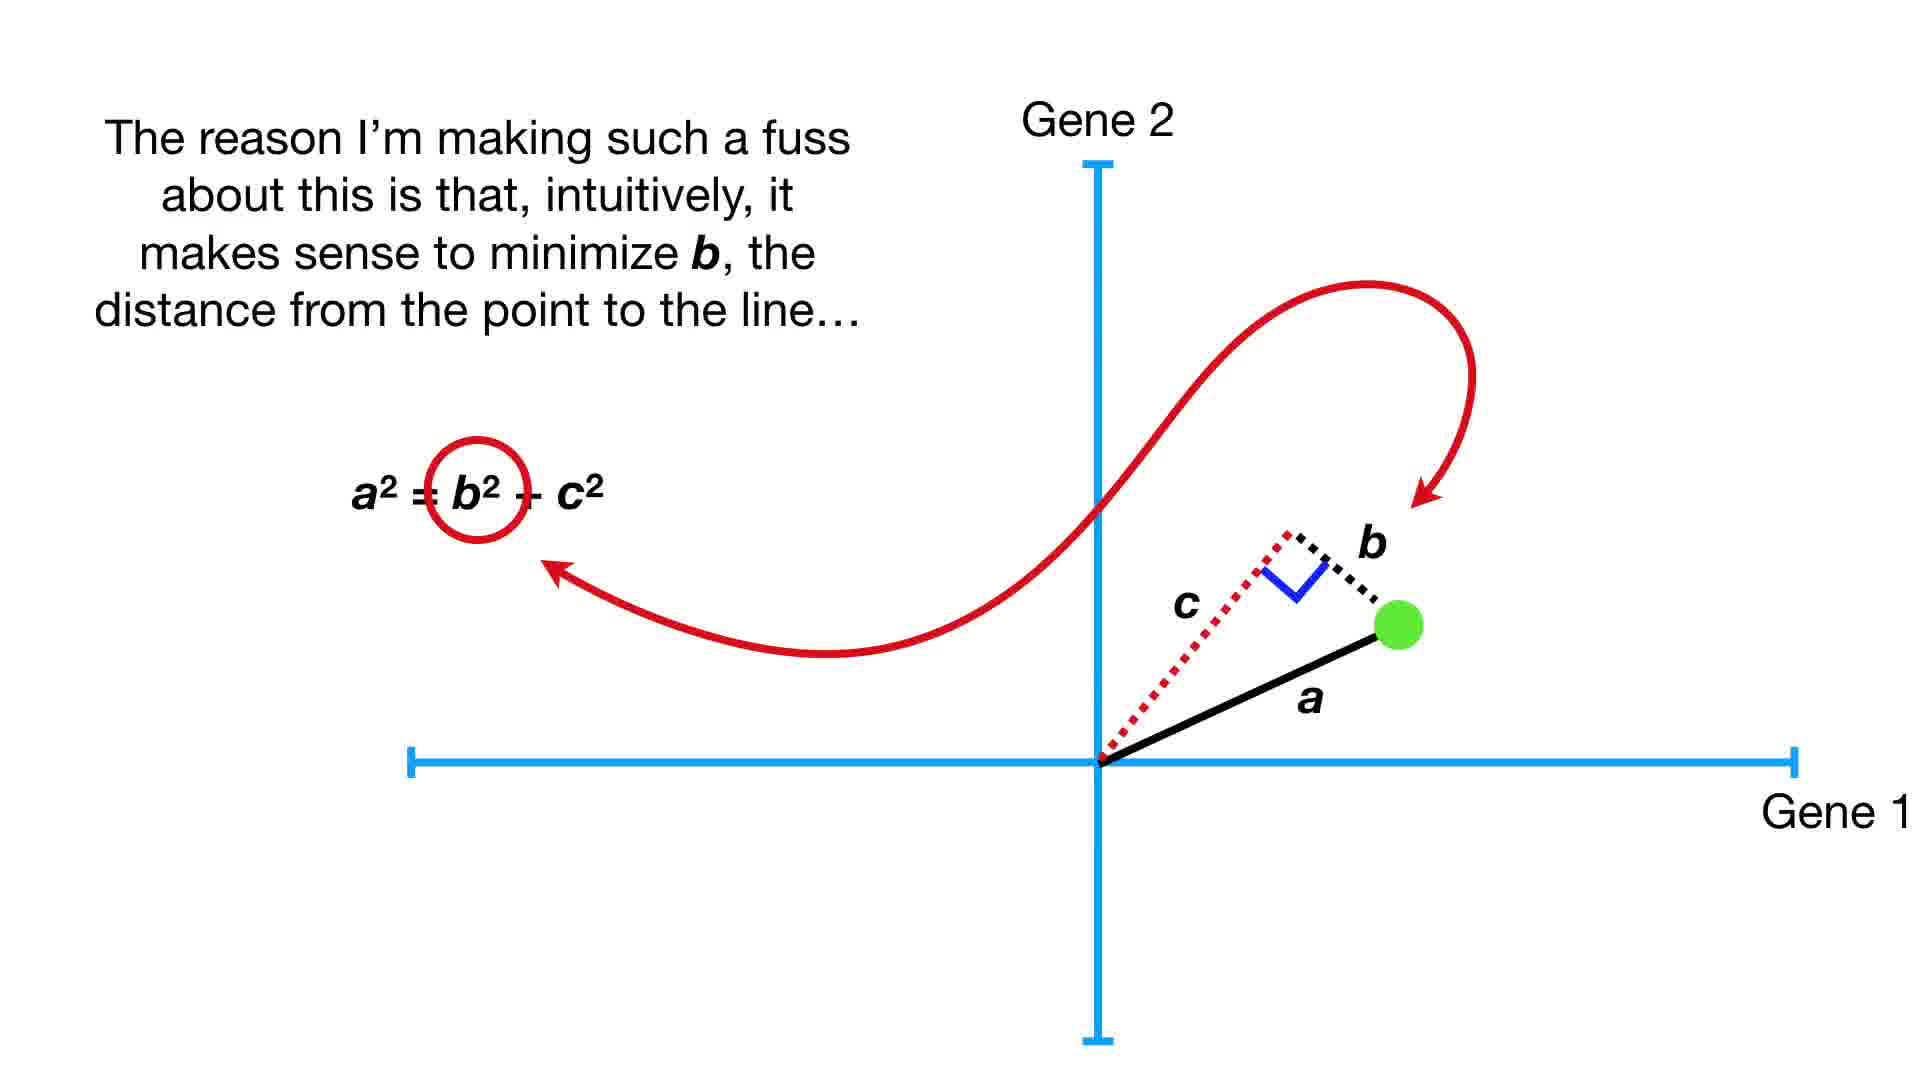 The reason I’m making such a fuss
about this is that, intuitively, it
makes sense to minimize b, the
distance from the point to the line…
a² = b² + c²
Gene 2
b
c
a
Gene 1